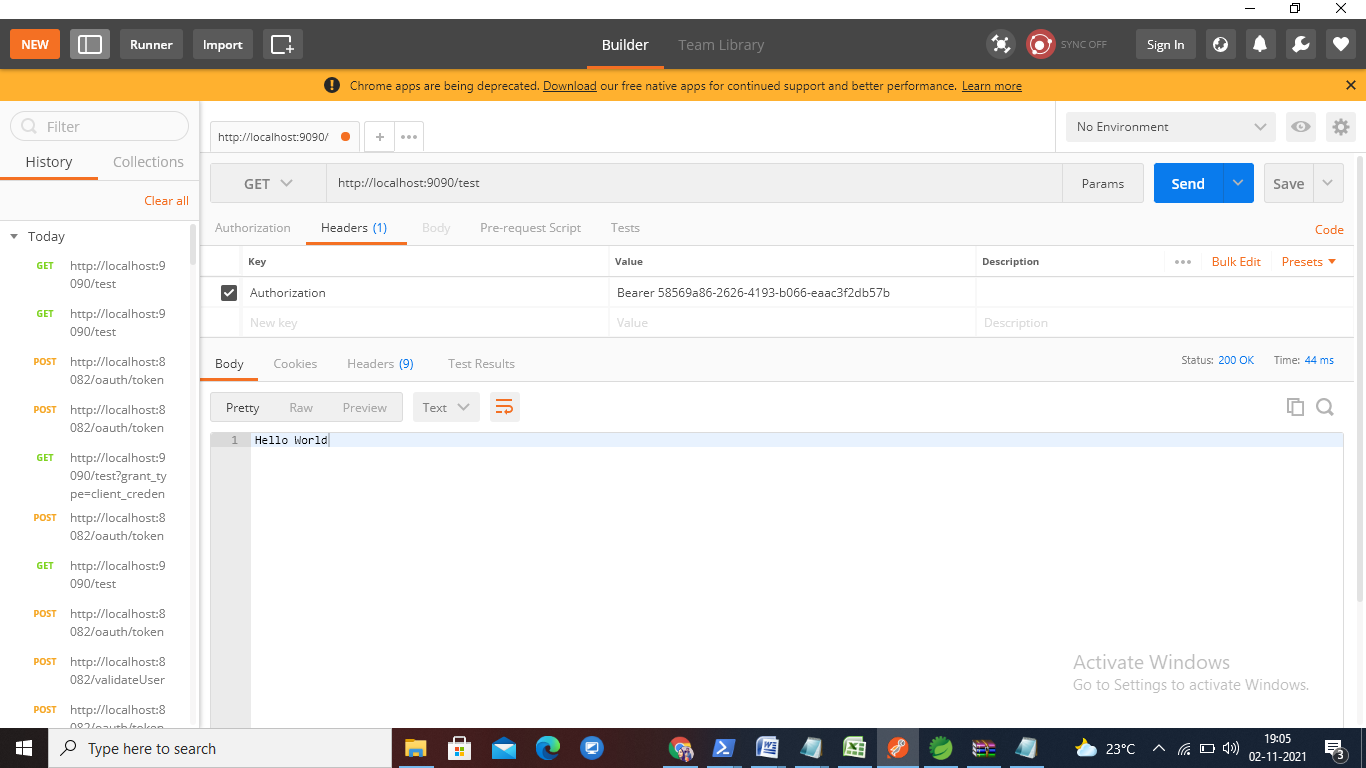 NEW
Runner
Import
Builder
Team Library
SYNC OFF
Sign In
Chrome apps are being deprecated. Download our free native apps for continued support and better performance. Learn more
Filter
History
Collections
Clear all
Today
GET http://localhost:9
090/test
GET http://localhost:9
090/test
POST http://localhost:8
082/oauth/token
POST http://localhost:8
082/oauth/token
GET http://localhost:9
090/test?grant_ty
pe=client_creden
POST http://localhost:8
082/oauth/token
GET http://localhost:9
090/test
POST http://localhost:8
082/oauth/token
POST http://localhost:8
082/validateUser
POST http://localhost:8
082/oauth/token
http://localhost:9090/
No Environment
GET
http://localhost:9090/test
Params
Send
Save
Authorization
Headers (1)
Body
Pre-request Script
Tests
Code
Key
Value
Description
Bulk Edit
Presets
Authorization
Bearer 58569a86-2626-4193-b066-eaac3f2db57b
New key
Value
Description
Body
Cookies
Headers (9)
Test Results
Status: 200 OK
Time: 44 ms
Pretty
Raw
Preview
Text
1 Hello World
Activate Windows
Go to Settings to activate Windows.
Type here to search
23°C
19:05
02-11-2021
3